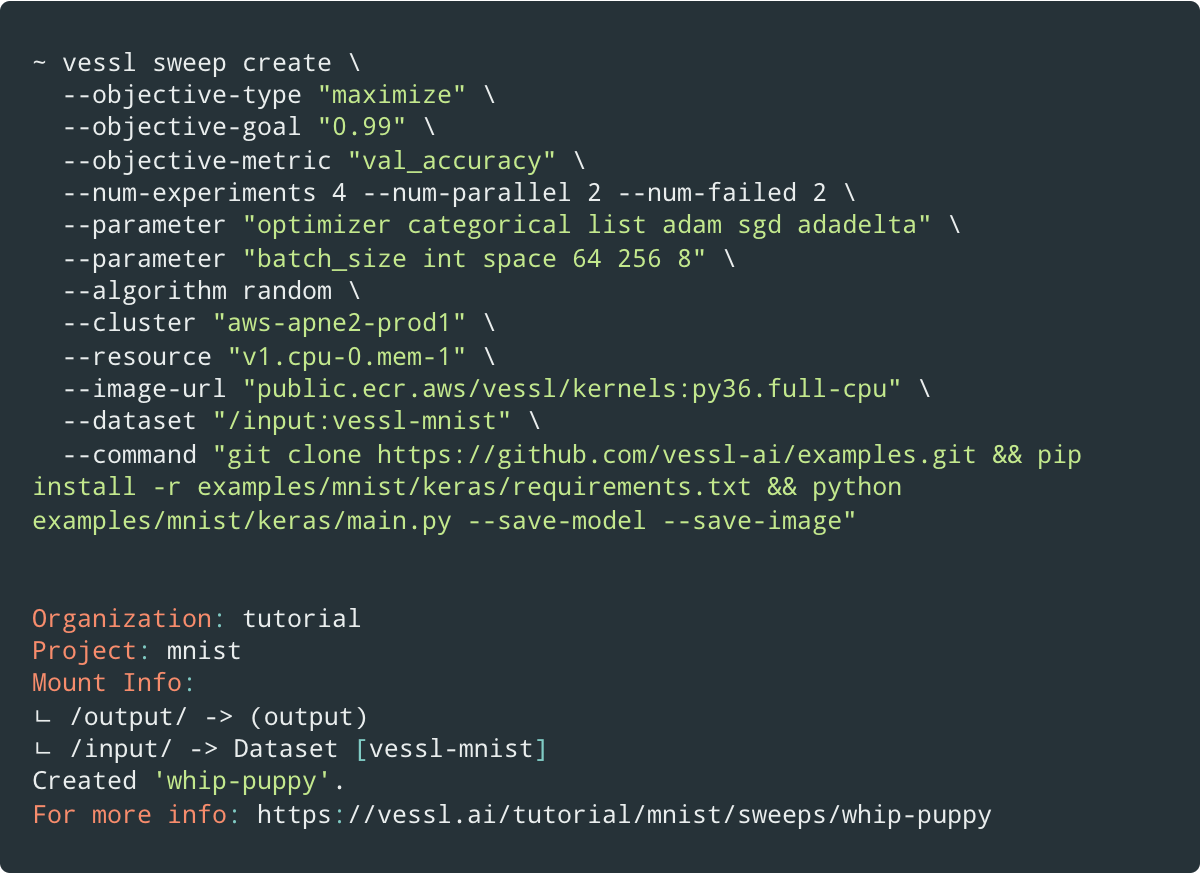 ~ vessl sweep create \
  --objective-type "maximize" \
  --objective-goal "0.99" \
  --objective-metric "val_accuracy" \
  --num-experiments 4 --num-parallel 2 --num-failed 2 \
  --parameter "optimizer categorical list adam sgd adadelta" \
  --parameter "batch_size int space 64 256 8" \
  --algorithm random \
  --cluster "aws-apne2-prod1" \
  --resource "v1.cpu-0.mem-1" \
  --image-url "public.ecr.aws/vessl/kernels:py36.full-cpu" \
  --dataset "/input:vessl-mnist" \
  --command "git clone https://github.com/vessl-ai/examples.git && pip
install -r examples/mnist/keras/requirements.txt && python
examples/mnist/keras/main.py --save-model --save-image"
Organization: tutorial
Project: mnist
Mount Info:
ㄴ /output/ -> (output)
ㄴ /input/ -> Dataset [vessl-mnist]
Created 'whip-puppy'.
For more info: https://vessl.ai/tutorial/mnist/sweeps/whip-puppy